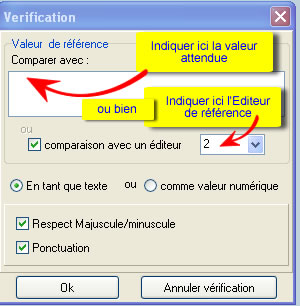 Verification
Valeur de référence
Comparer avec :
Indiquer ici la valeur
attendue
ou bien
Indiquer ici l'Editeur
de référence
ou
comparaison avec un éditeur
2
En tant que texte ou comme valeur numérique
Respect Majuscule/minuscule
Ponctuation
Ok Annuler vérification